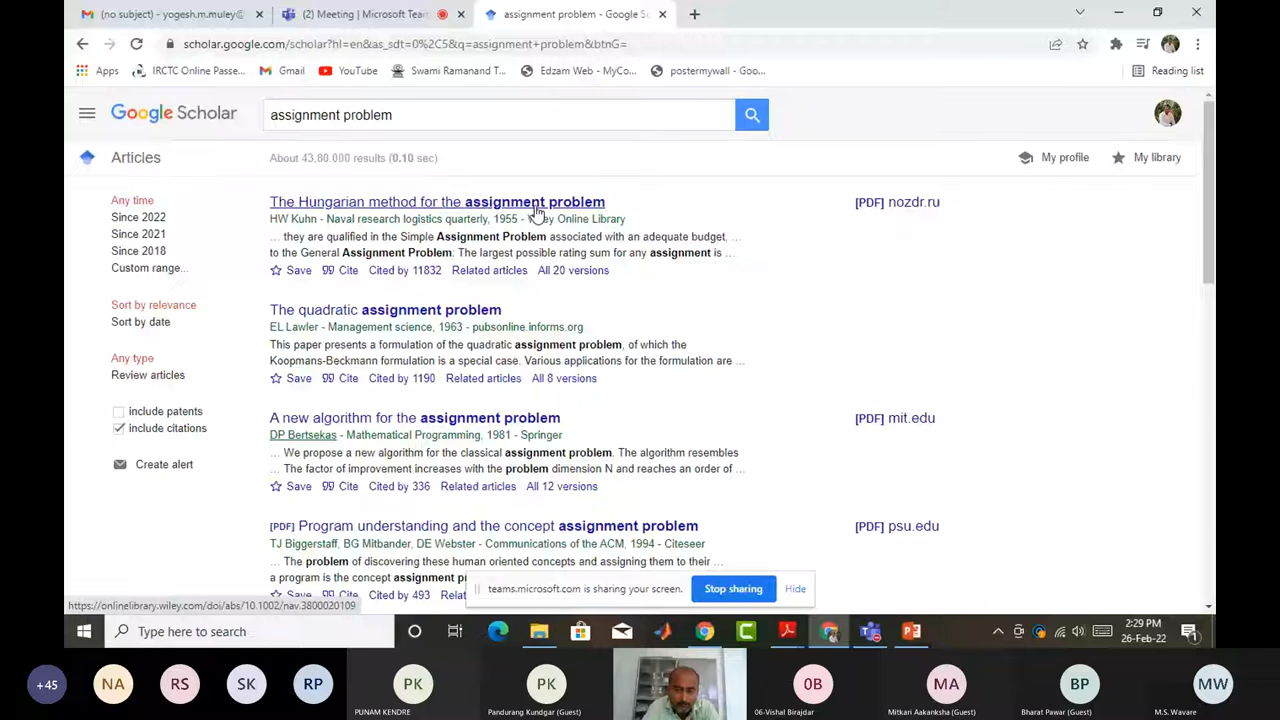 (no subject) - yogesh.m.muley@
(2) Meeting | Microsoft Team
assignment problem - Google Sc
scholar.google.com/scholar?hl=en&as_sdt=0%2C5&q=assignment+problem&btnG=
Apps
IRCTC Online Passe...
Gmail
YouTube
Swami Ramanand T...
Edzam Web - MyCo...
postermywall - Goo...
Reading list
Google Scholar
assignment problem
Articles
About 43,80,000 results (0.10 sec)
My profile
My library
Any time
Since 2022
Since 2021
Since 2018
Custom range...
Sort by relevance
Sort by date
Any type
Review articles
include patents
include citations
Create alert
The Hungarian method for the assignment problem
HW Kuhn - Naval research logistics quarterly, 1955 - Wiley Online Library
... they are qualified in the Simple Assignment Problem associated with an adequate budget, ...
to the General Assignment Problem: The largest possible rating sum for any assignment is ...
Save Cite Cited by 11832 Related articles All 20 versions
[PDF] nozdr.ru
The quadratic assignment problem
EL Lawler - Management science, 1963 - pubsonline.informs.org
This paper presents a formulation of the quadratic assignment problem, of which the
Koopmans-Beckmann formulation is a special case. Various applications for the formulation are ...
Save Cite Cited by 1190 Related articles All 8 versions
A new algorithm for the assignment problem
DP Bertsekas - Mathematical Programming, 1981 - Springer
... We propose a new algorithm for the classical assignment problem. The algorithm resembles
... The factor of improvement increases with the problem dimension N and reaches an order of ...
Save Cite Cited by 336 Related articles All 12 versions
[PDF] mit.edu
[PDF] Program understanding and the concept assignment problem
TJ Biggerstaff, BG Mitbander, DE Webster - Communications of the ACM, 1994 - Citeseer
... The problem of discovering these human oriented concepts and assigning them to their ...
a program is the concept assignment p
Save Cite Cited by 493 Rela
[PDF] psu.edu
teams.microsoft.com is sharing your screen.
Stop sharing
Hide
https://onlinelibrary.wiley.com/doi/abs/10.1002/nav.3800020109
Type here to search
2:29 PM
26-Feb-22
1
+45
NA
RS
SK
RP
PK
PUNAM KENDRE
PK
Pandurang Kundgar (Guest)
0B
06-Vishal Birajdar
MA
Mitkari Aakanksha (Guest)
BP
Bharat Pawar (Guest)
MW
M.S. Wavare